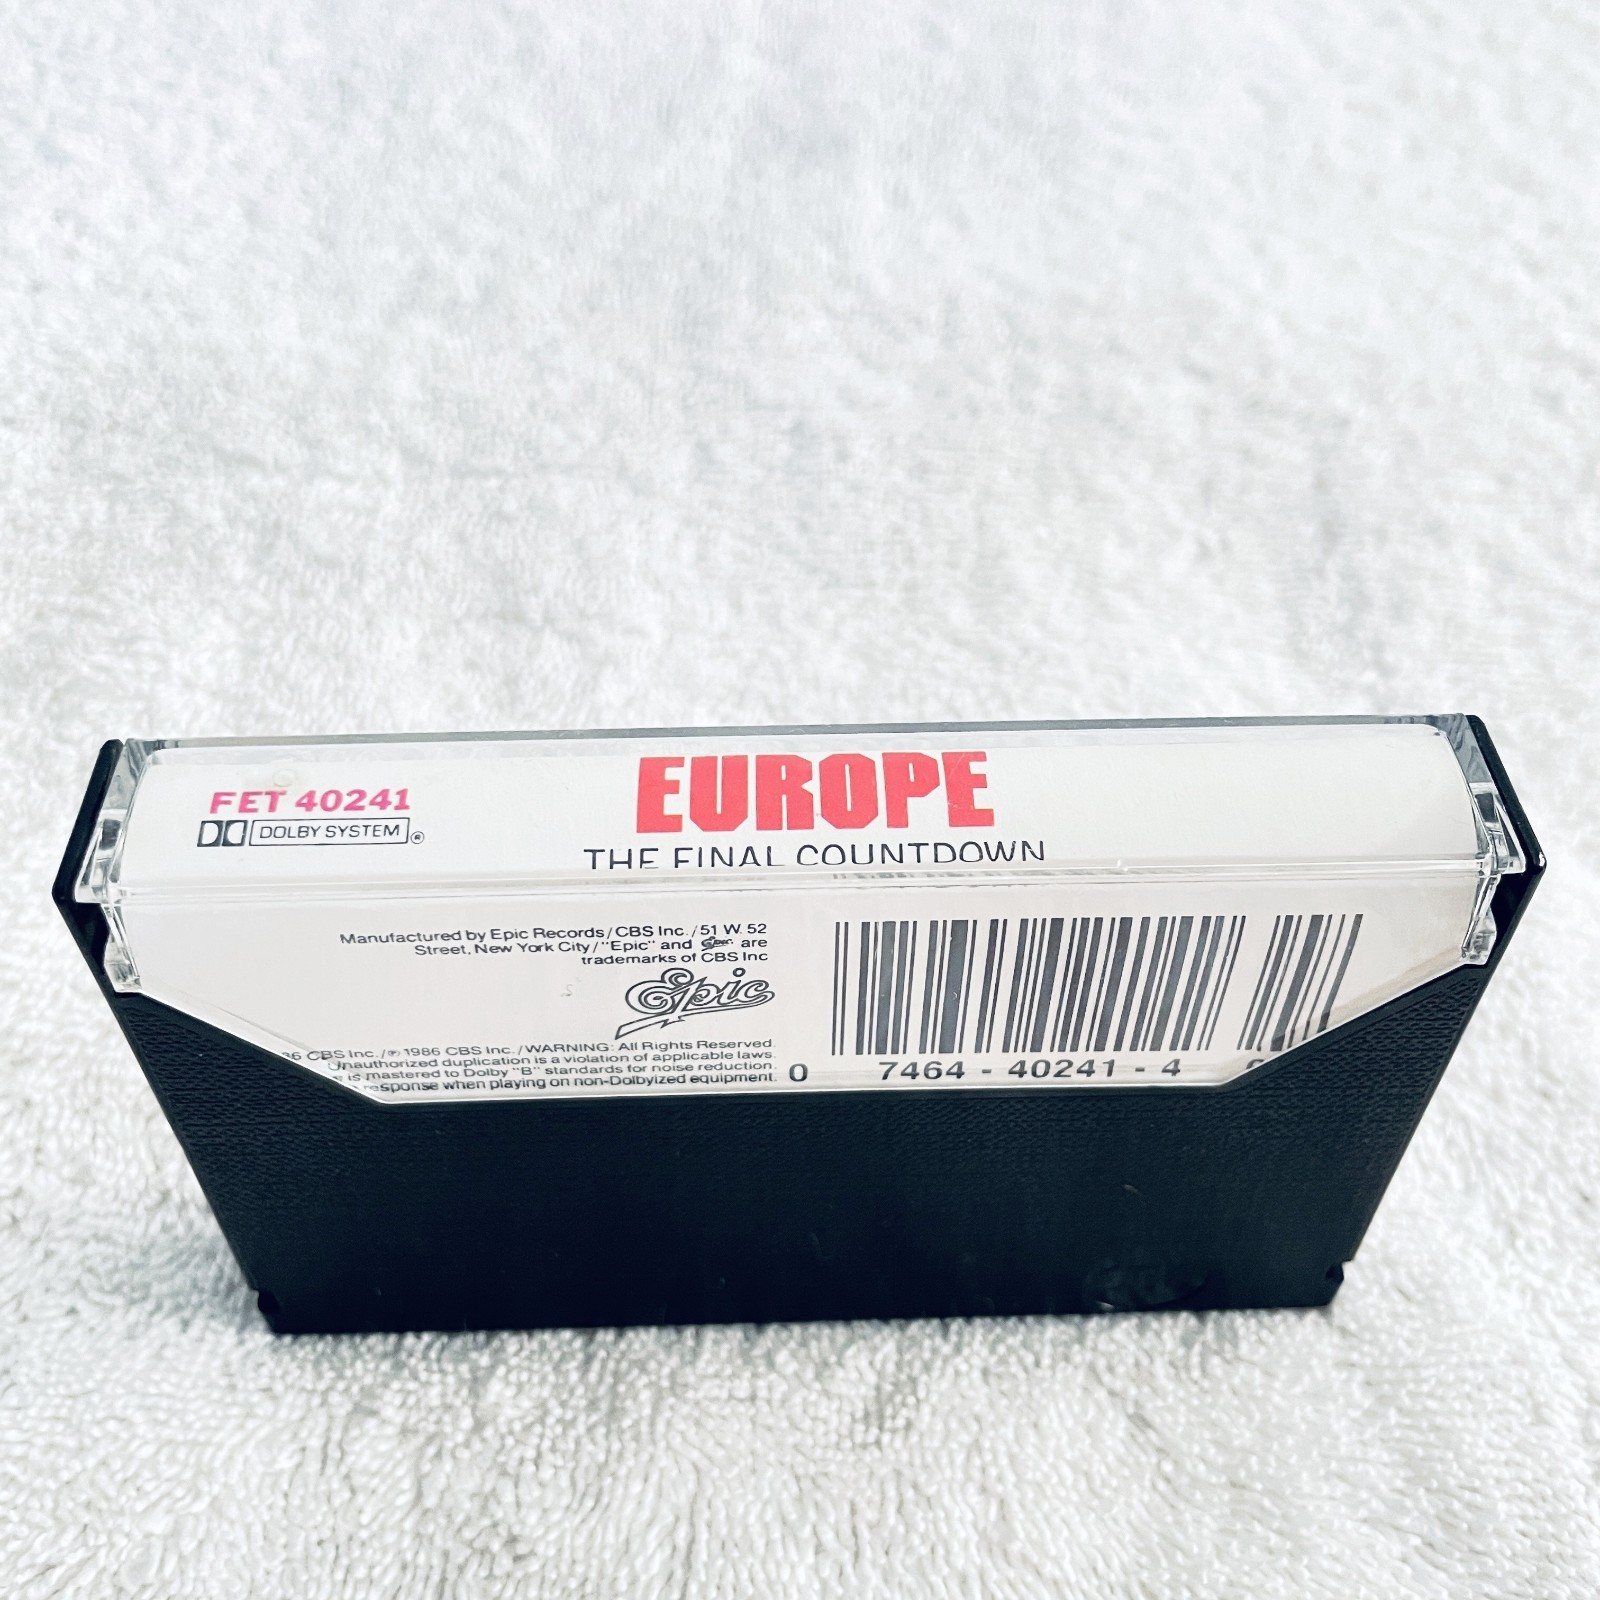 FET 40241
DOLBY SYSTEM ®
EUROPE
THE FINAL COUNTDOWN
Manufactured by Epic Records/CBS Inc./51 W. 52
Street, New York City/"Epic" and Epic are
trademarks of CBS Inc
Epic
86 CBS Inc./℗ 1986 CBS Inc./WARNING: All Rights Reserved.
Unauthorized duplication is a violation of applicable laws.
is mastered to Dolby "B" standards for noise reduction.
response when playing on non-Dolbyized equipment.
0 7464 - 40241 - 4